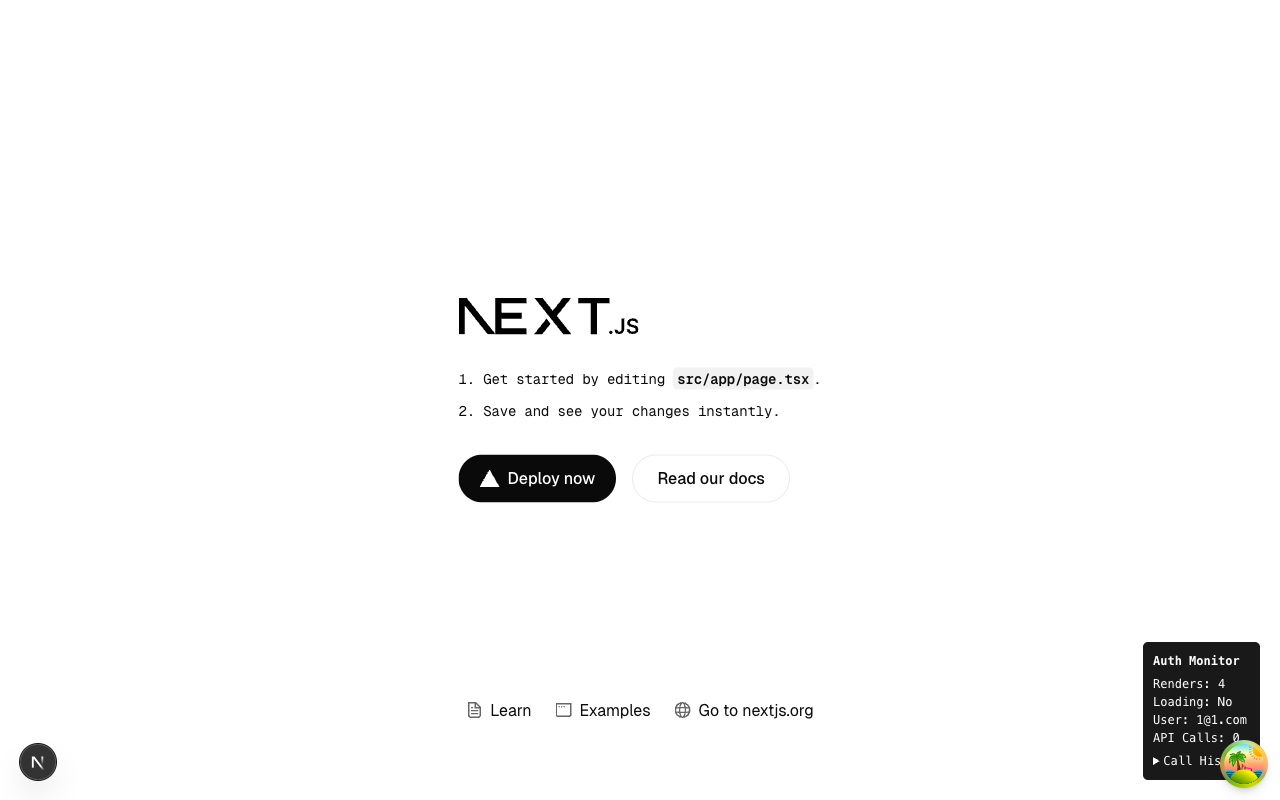 NEXT.JS
1. Get started by editing src/app/page.tsx.
2. Save and see your changes instantly.
Deploy now
Read our docs
Learn
Examples
Go to nextjs.org
Auth Monitor
Renders: 4
Loading: No
User: 1@1.com
API Calls: 0
Call His
N